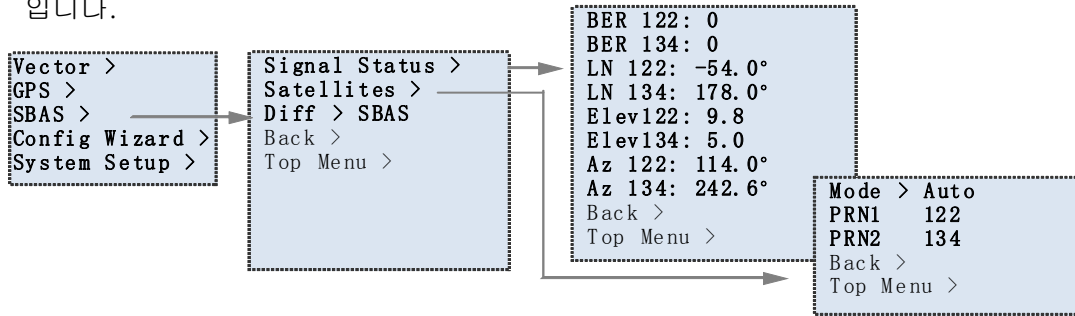 입니다.
Vector >
GPS >
SBAS >
Config Wizard >
System Setup >
Signal Status >
Satellites >
Diff > SBAS
Back >
Top Menu >
BER 122: 0
BER 134: 0
LN 122: -54.0°
LN 134: 178.0°
Elev122: 9.8
Elev134: 5.0
Az 122: 114.0°
Az 134: 242.6°
Back >
Top Menu >
Mode > Auto
PRN1 122
PRN2 134
Back >
Top Menu >